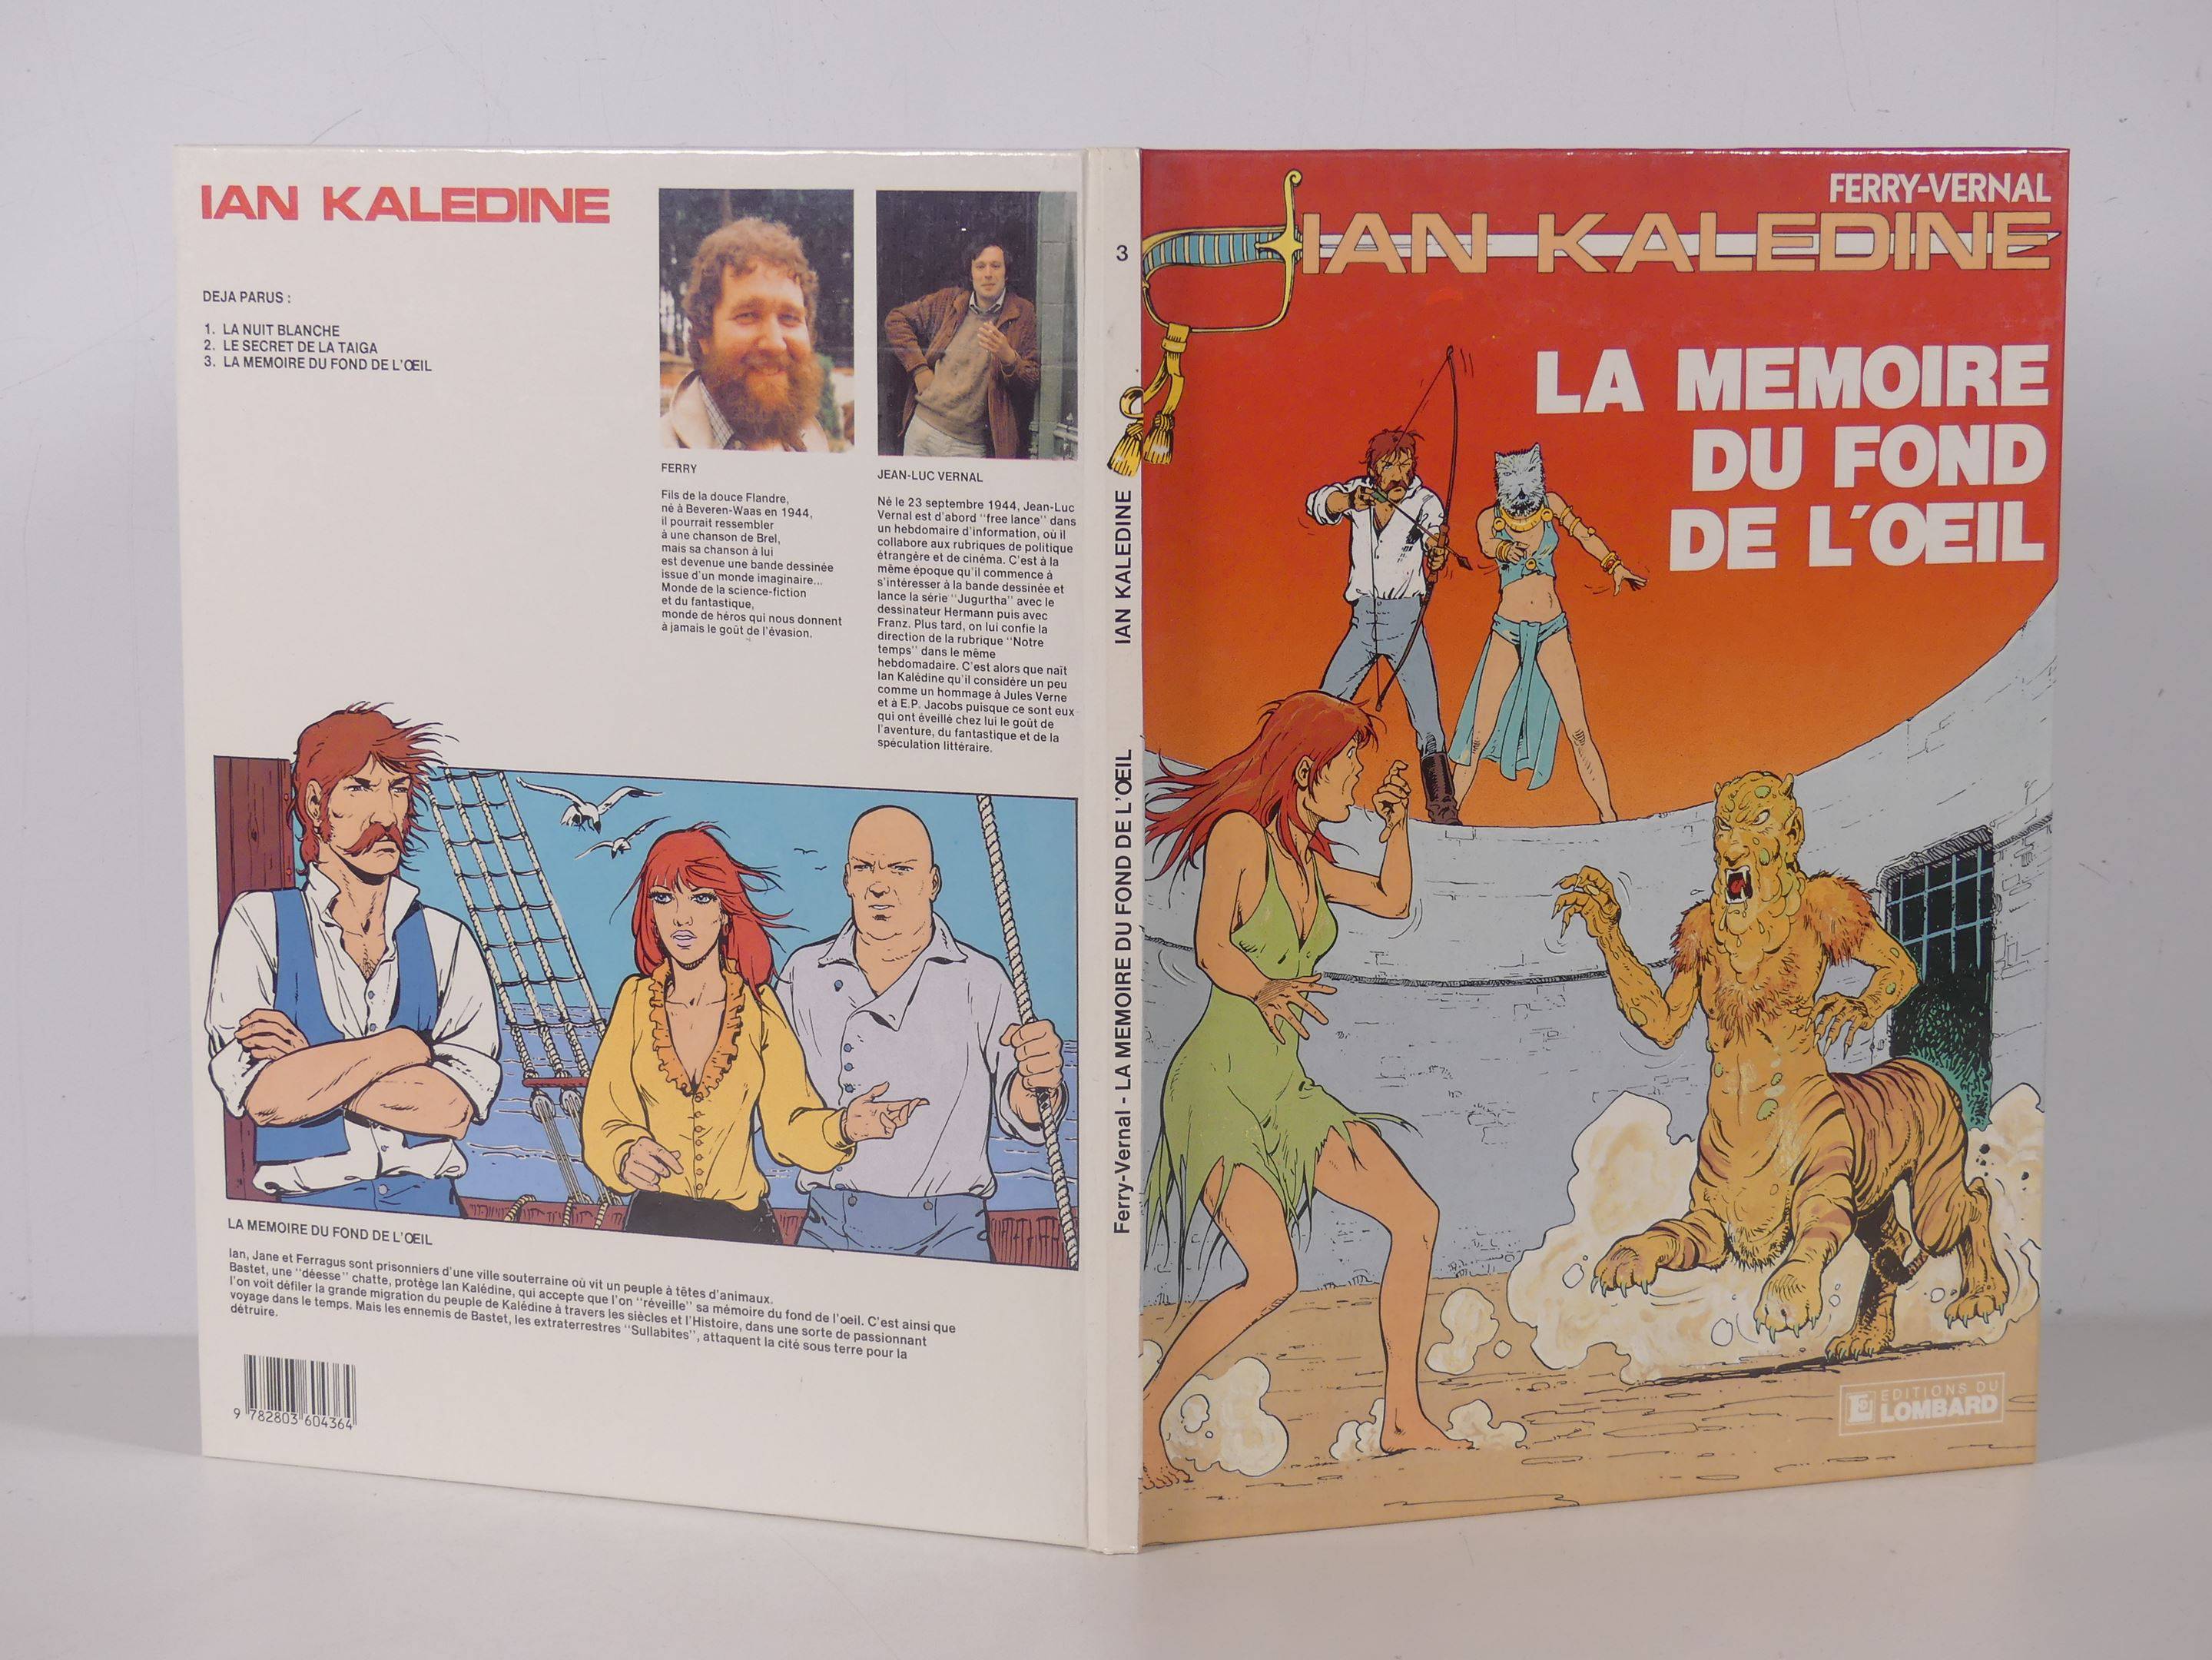 IAN KALEDINE
DEJA PARUS :
1. LA NUIT BLANCHE
2. LE SECRET DE LA TAIGA
3. LA MEMOIRE DU FOND DE L'ŒIL
FERRY
Fils de la douce Flandre,
né à Beveren-Waas en 1944,
il pourrait ressembler
à une chanson de Brel,
mais sa chanson à lui
est devenue une bande dessinée
issue d'un monde imaginaire...
Monde de la science-fiction
et du fantastique,
monde de héros qui nous donnent
à jamais le goût de l'évasion.
JEAN-LUC VERNAL
Né le 23 septembre 1944, Jean-Luc
Vernal est d'abord "free lance" dans
un hebdomaire d'information, où il
collabore aux rubriques de politique
étrangère et de cinéma. C'est à la
même époque qu'il commence à
s'intéresser à la bande dessinée et
lance la série "Jugurtha" avec le
dessinateur Hermann puis avec
Franz. Plus tard, on lui confie la
direction de la rubrique "Notre
temps" dans le même
hebdomadaire. C'est alors que naît
Ian Kalédine qu'il considère un peu
comme un hommage à Jules Verne
et à E.P. Jacobs puisque ce sont eux
qui ont éveillé chez lui le goût de
l'aventure, du fantastique et de la
spéculation littéraire.
LA MEMOIRE DU FOND DE L'ŒIL
Ian, Jane et Ferragus sont prisonniers d'une ville souterraine où vit un peuple à têtes d'animaux.
Bastet, une "déesse" chatte, protège Ian Kalédine, qui accepte que l'on "réveille" sa mémoire du fond de l'oeil. C'est ainsi que
l'on voit défiler la grande migration du peuple de Kalédine à travers les siècles et l'Histoire, dans une sorte de passionnant
voyage dans le temps. Mais les ennemis de Bastet, les extraterrestres "Sullabites", attaquent la cité sous terre pour la
détruire.
9 782803 604364
3
IAN KALEDINE
Ferry-Vernal - LA MEMOIRE DU FOND DE L'ŒIL
FERRY-VERNAL
IAN KALEDINE
LA MEMOIRE
DU FOND
DE L'ŒIL
EDITIONS DU
LOMBARD